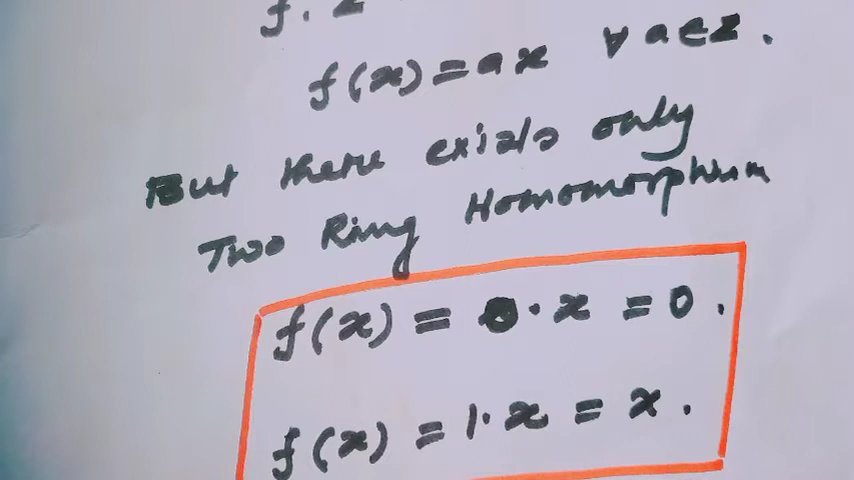 f(x) = ax ∀ a ∈ Z.
But there exists only
Two Ring Homomorphism
f(x) = 0·x = 0.
f(x) = 1·x = x.